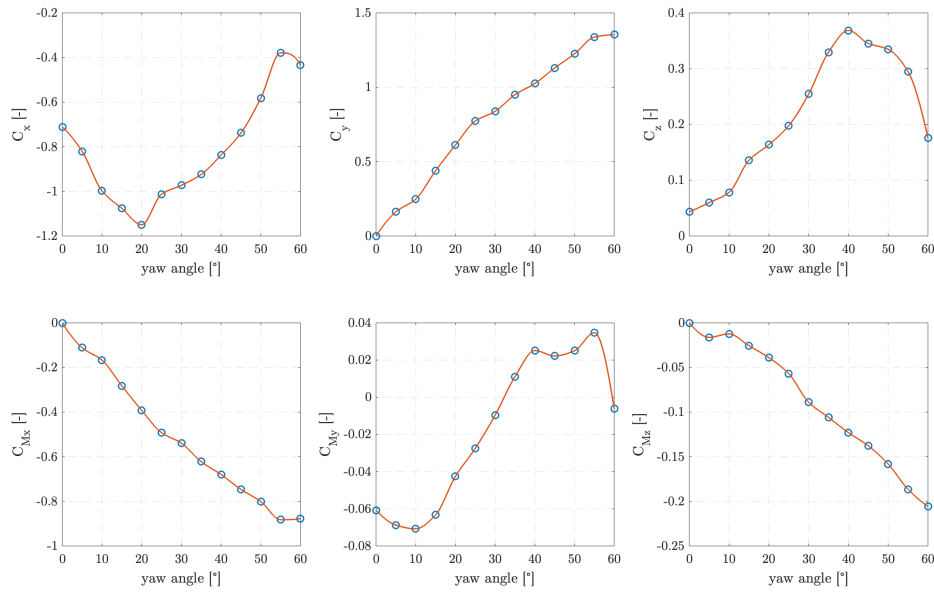 -0.2
-0.4
-0.6
-0.8
-1
-1.2
0 10 20 30 40 50 60
yaw angle [°]
C_x [-]
1.5
1
0.5
0
0 10 20 30 40 50 60
yaw angle [°]
C_y [-]
0.4
0.3
0.2
0.1
0
0 10 20 30 40 50 60
yaw angle [°]
C_z [-]
0
-0.2
-0.4
-0.6
-0.8
-1
0 10 20 30 40 50 60
yaw angle [°]
C_Mx [-]
0.04
0.02
0
-0.02
-0.04
-0.06
-0.08
0 10 20 30 40 50 60
yaw angle [°]
C_My [-]
0
-0.05
-0.1
-0.15
-0.2
-0.25
0 10 20 30 40 50 60
yaw angle [°]
C_Mz [-]